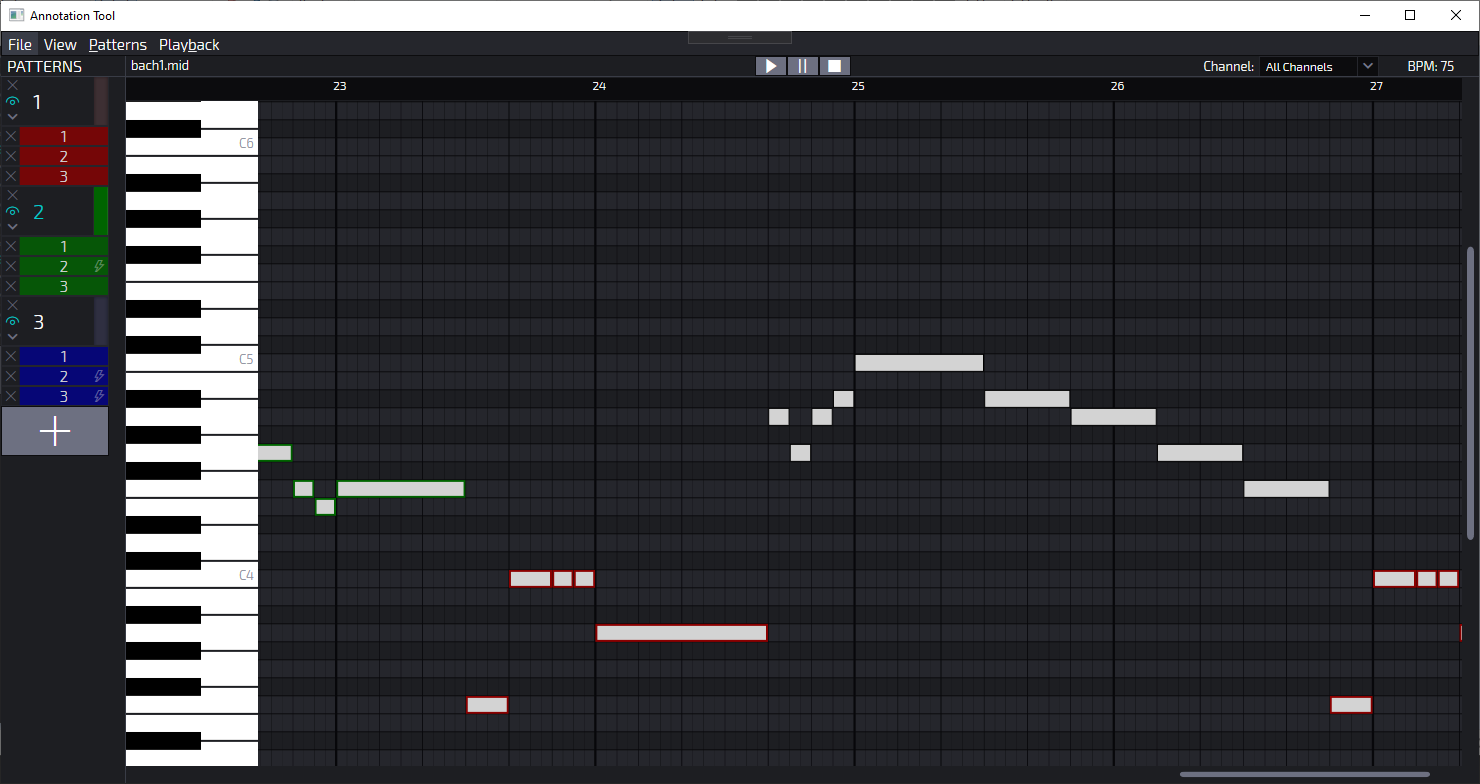 Annotation Tool
File View Patterns Playback
PATTERNS
bach1.mid
Channel: All Channels
BPM: 75
23 24 25 26 27
1
1
2
3
2
1
2
3
3
1
2
3
C6
C5
C4